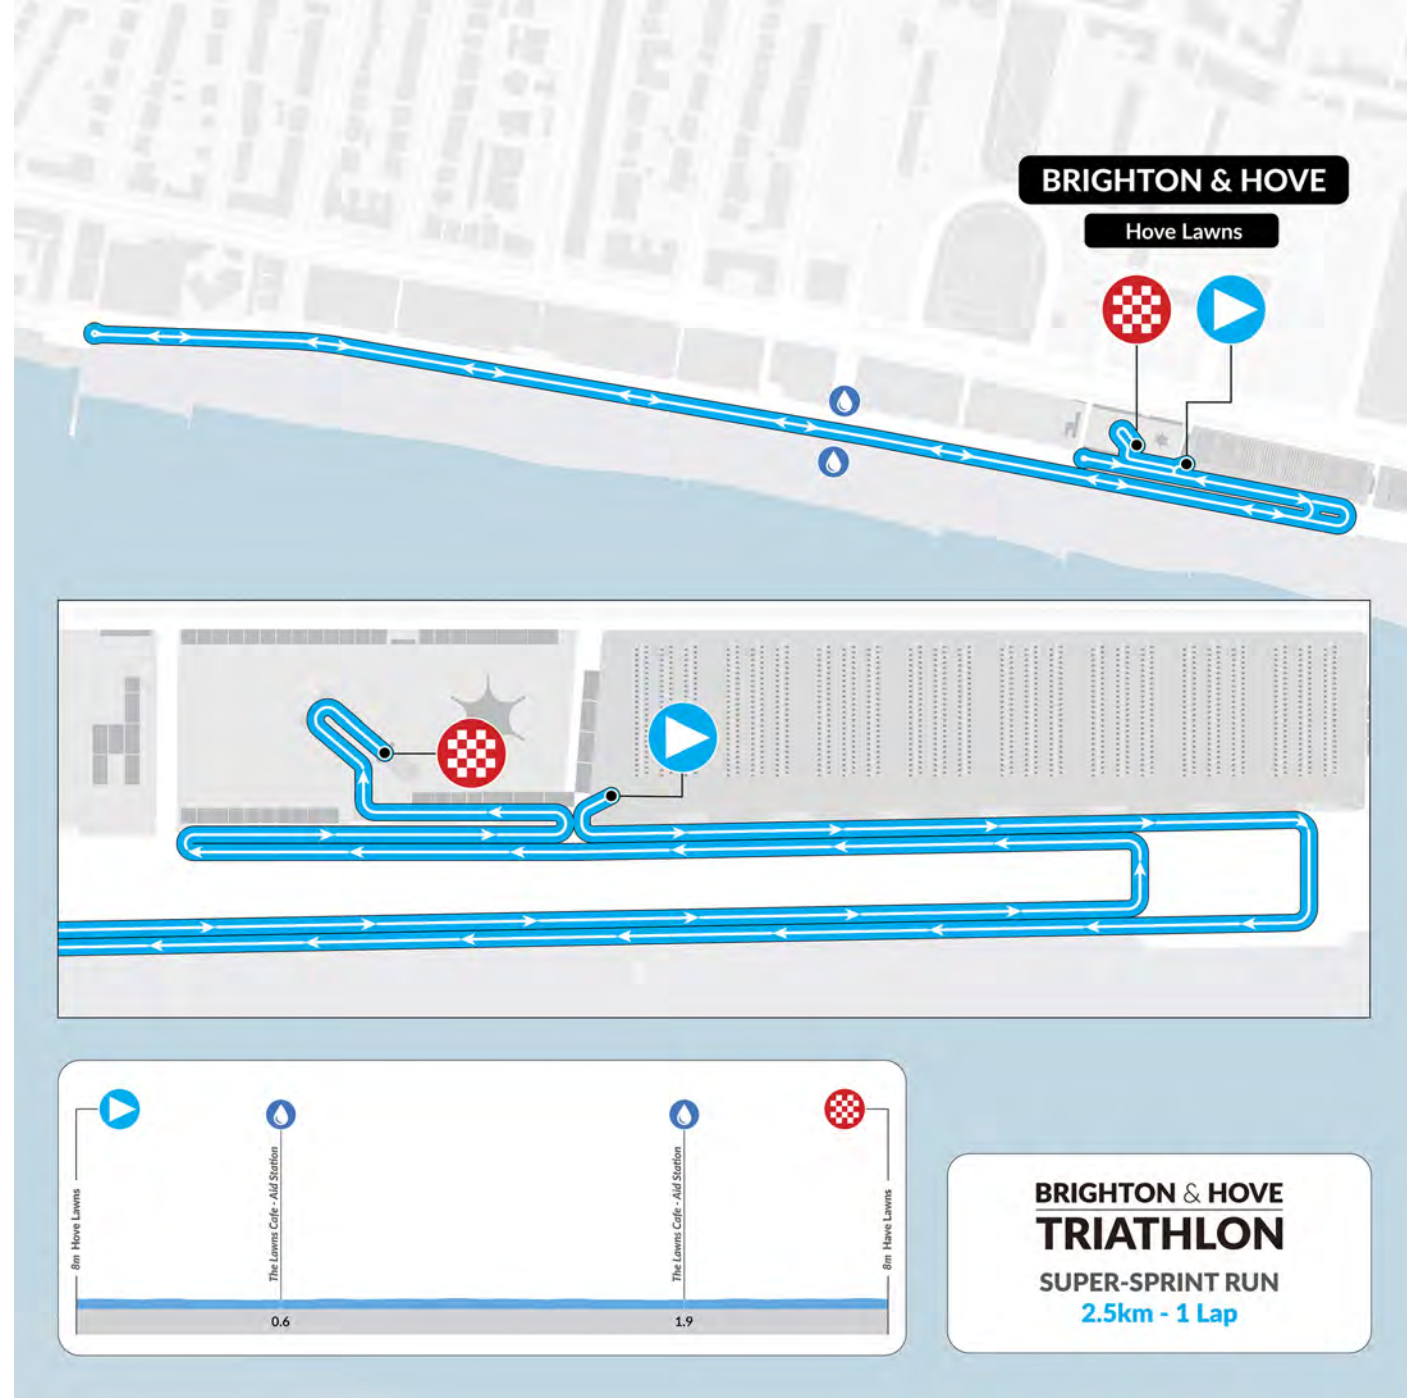 BRIGHTON & HOVE
Hove Lawns
8m Hove Lawns
The Lawns Cafe - Aid Station
The Lawns Cafe - Aid Station
8m Have Lawns
0.6
1.9
BRIGHTON & HOVE
TRIATHLON
SUPER-SPRINT RUN
2.5km - 1 Lap